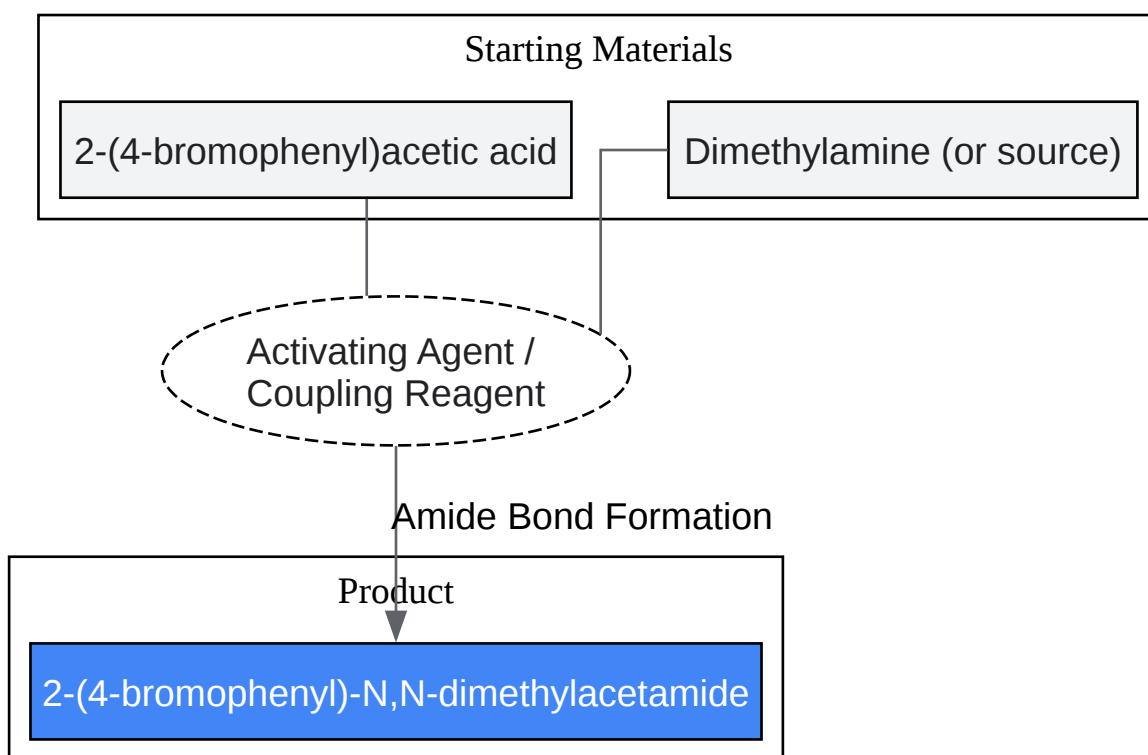 Starting Materials
2-(4-bromophenyl)acetic acid
Dimethylamine (or source)
Activating Agent /
Coupling Reagent
Amide Bond Formation
Product
2-(4-bromophenyl)-N,N-dimethylacetamide